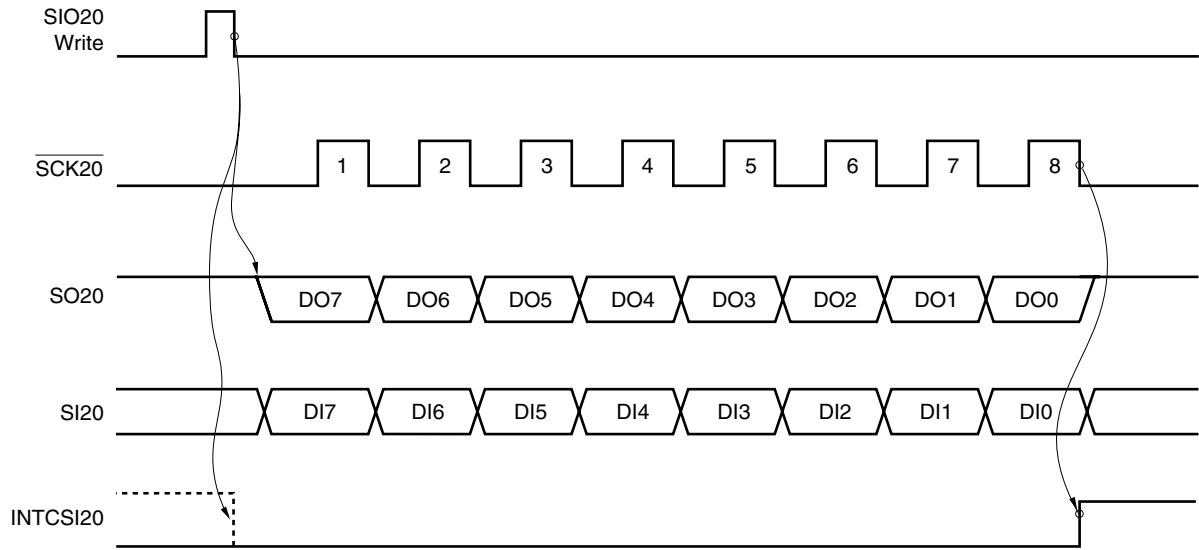 SIO20
Write
SCK20
1 2 3 4 5 6 7 8
SO20
DO7 DO6 DO5 DO4 DO3 DO2 DO1 DO0
SI20
DI7 DI6 DI5 DI4 DI3 DI2 DI1 DI0
INTCSI20